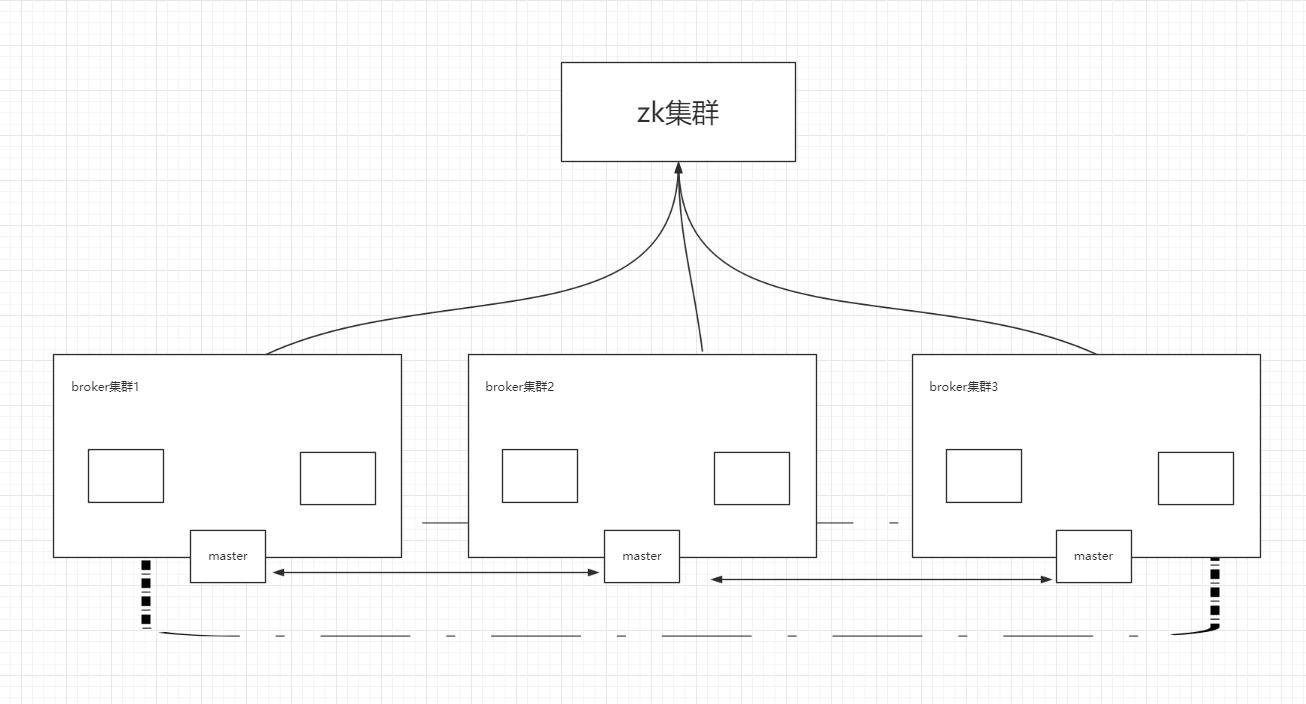 zk集群
broker集群1
broker集群2
broker集群3
master
master
master